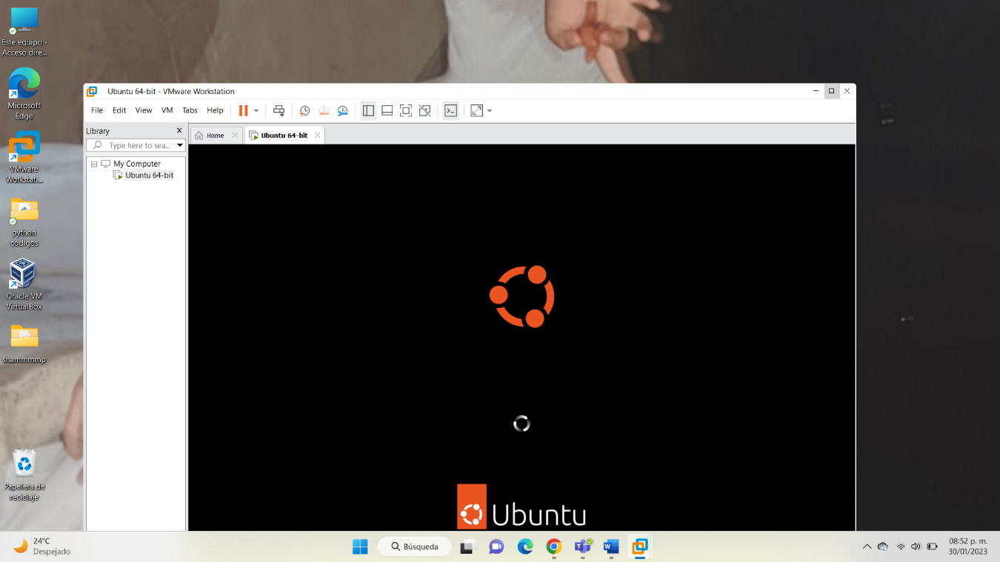 Este equipo -
Acceso dire...
Microsoft
Edge
VMware
Workstati...
python
codigos
Oracle VM
VirtualBox
shammmmp
Papelera de
reciclaje
Ubuntu 64-bit - VMware Workstation
File Edit View VM Tabs Help
Library
Type here to sea...
My Computer
Ubuntu 64-bit
Home
Ubuntu 64-bit
Ubuntu
24°C
Despejado
Búsqueda
08:52 p. m.
30/01/2023